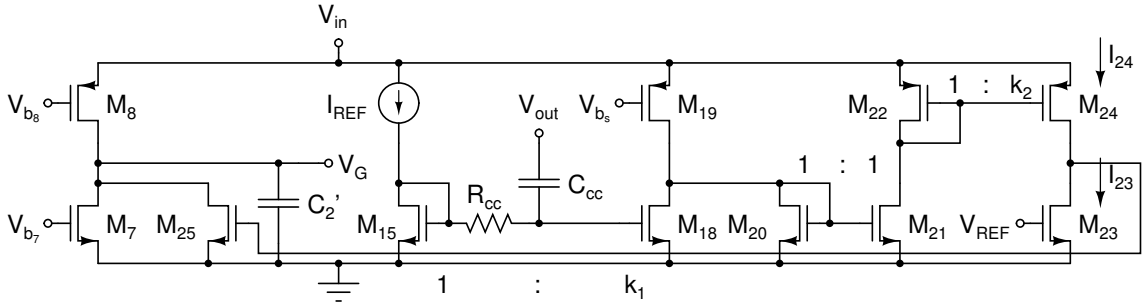 V_in
I_24
V_b8
M_8
I_REF
V_out
V_bs
M_19
M_22
1 : k_2
M_24
V_G
R_cc
C_cc
1 : 1
I_23
V_b7
M_7
M_25
C_2'
M_15
M_18
M_20
M_21
V_REF
M_23
1 : k_1